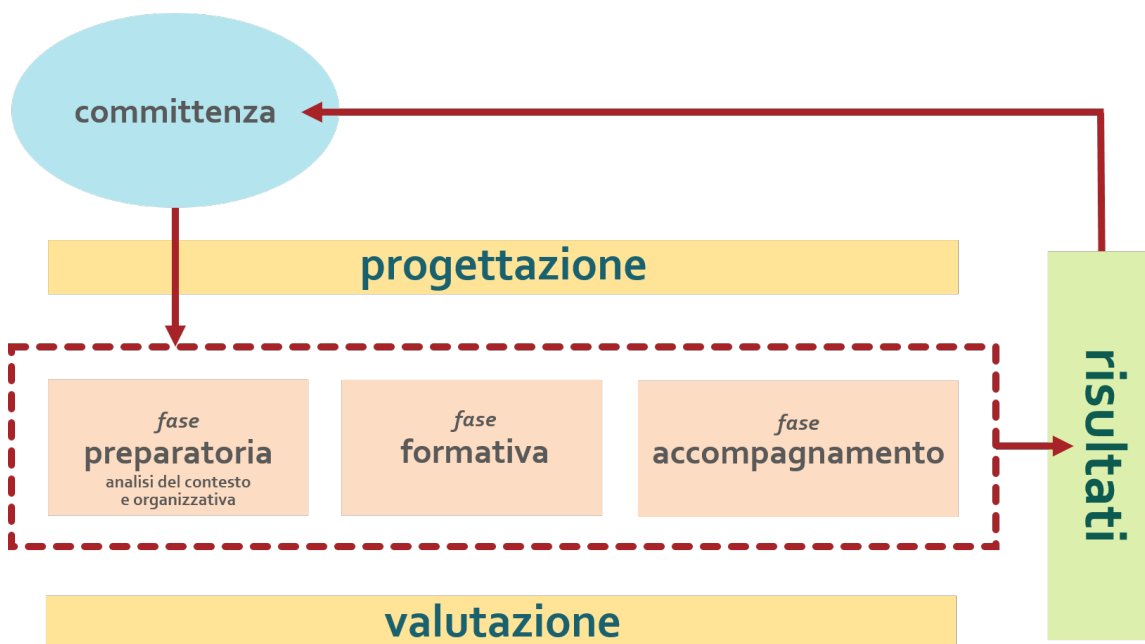 committenza
progettazione
fase
preparatoria
analisi del contesto
e organizzativa
fase
formativa
fase
accompagnamento
risultati
valutazione